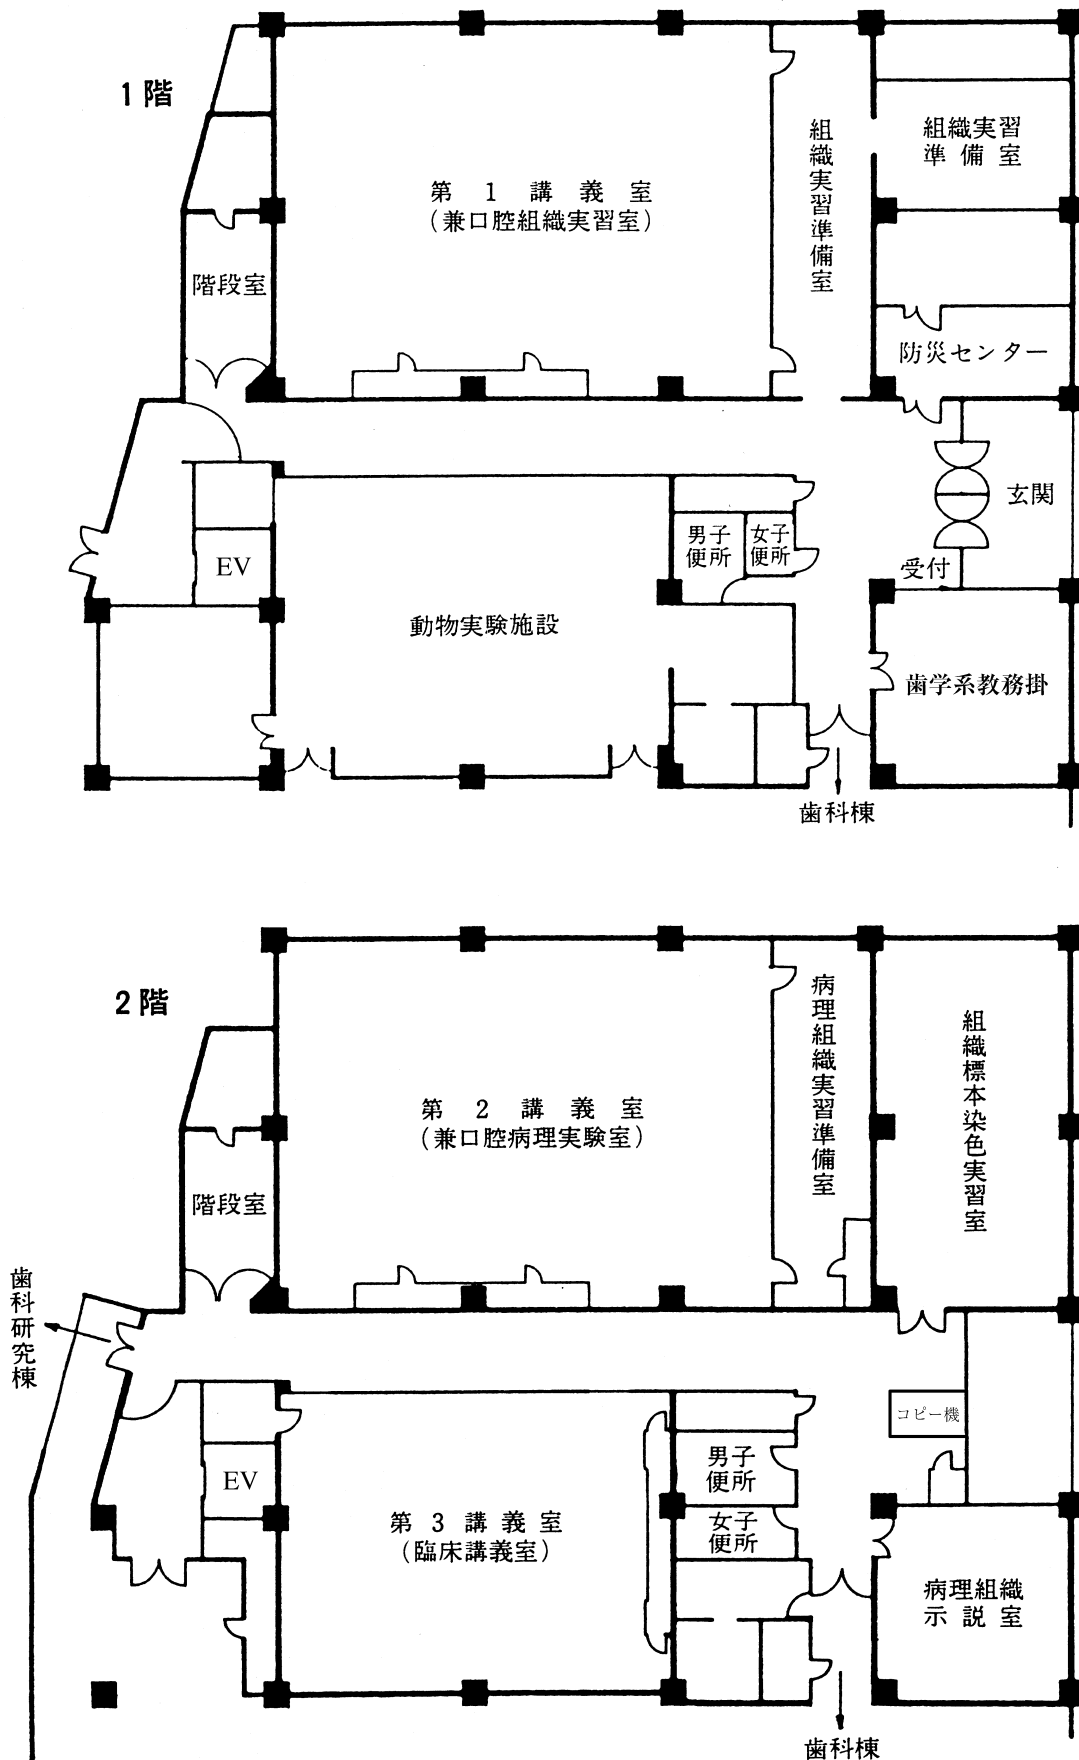 1階
組織実習
準備室
組織実習準備室
第1講義室
(兼口腔組織実習室)
階段室
防災センター
玄関
男子
便所
女子
便所
EV
受付
動物実験施設
歯学系教務掛
歯科棟
2階
病理組織実習準備室
組織標本染色実習室
第2講義室
(兼口腔病理実験室)
階段室
歯科研究棟
コピー機
男子
便所
EV
女子
便所
第3講義室
(臨床講義室)
病理組織
示説室
歯科棟